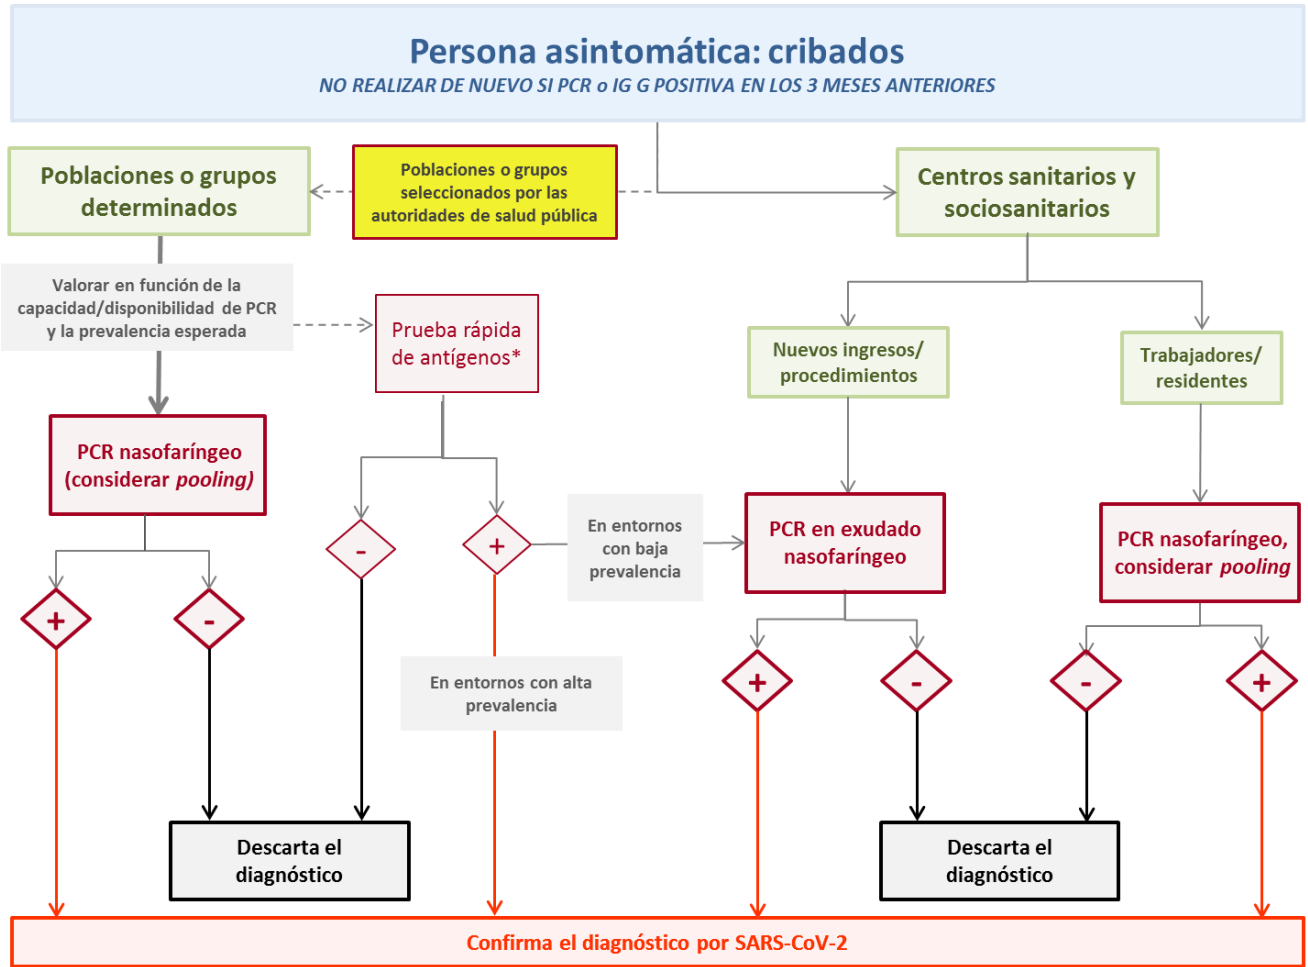 Persona asintomática: cribados
NO REALIZAR DE NUEVO SI PCR o IG G POSITIVA EN LOS 3 MESES ANTERIORES
Poblaciones o grupos
determinados
Poblaciones o grupos
seleccionados por las
autoridades de salud pública
Centros sanitarios y
sociosanitarios
Valorar en función de la
capacidad/disponibilidad de PCR
y la prevalencia esperada
Prueba rápida
de antígenos*
Nuevos ingresos/
procedimientos
Trabajadores/
residentes
PCR nasofaríngeo
(considerar pooling)
-
+
En entornos
con baja
prevalencia
PCR en exudado
nasofaríngeo
PCR nasofaríngeo,
considerar pooling
+
-
En entornos con alta
prevalencia
+
-
-
+
Descarta el
diagnóstico
Descarta el
diagnóstico
Confirma el diagnóstico por SARS-CoV-2